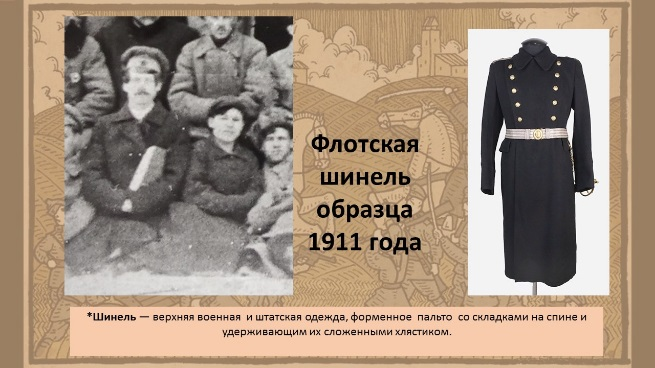 Флотская
шинель
образца
1911 года
*Шинель — верхняя военная и штатская одежда, форменное пальто со складками на спине и
удерживающим их сложенными хлястиком.